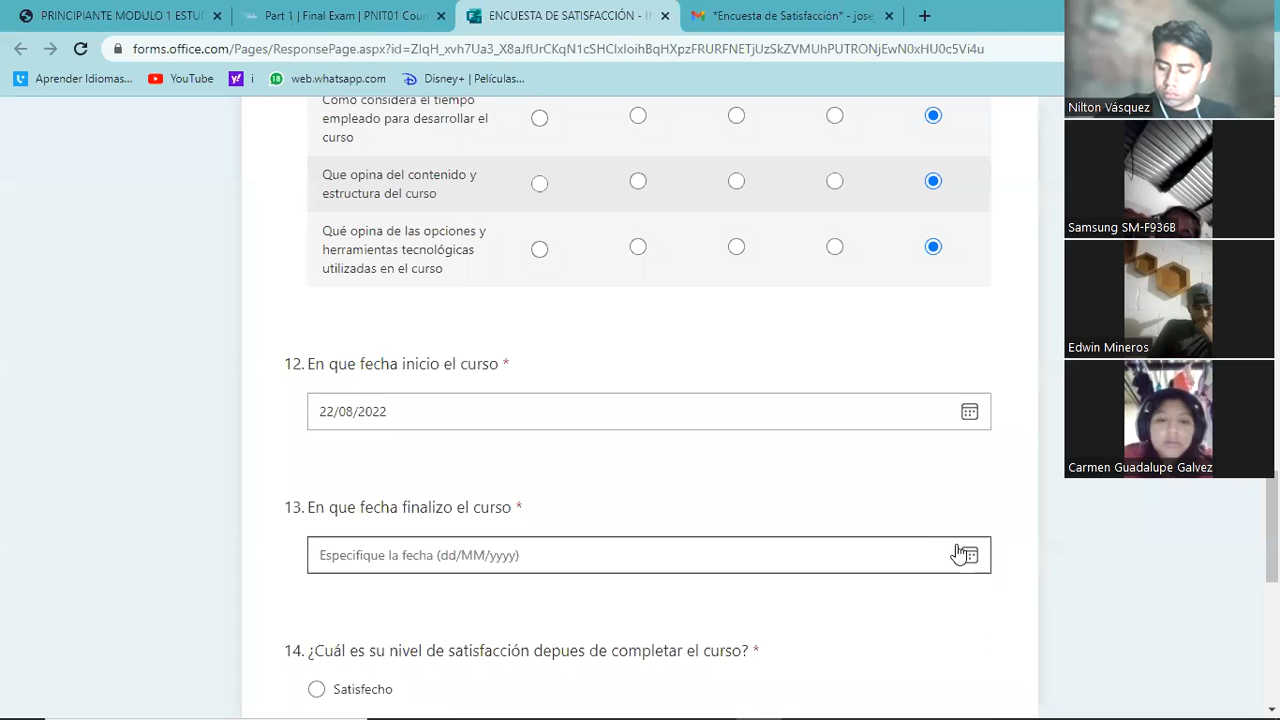 PRINCIPIANTE MODULO 1 ESTUD
Part 1 | Final Exam | PNIT01 Cour
ENCUESTA DE SATISFACCIÓN - IN
*Encuesta de Satisfacción* - jose
forms.office.com/Pages/ResponsePage.aspx?id=ZIqH_xvh7Ua3_X8aJfUrCKqN1cSHCIxIoihBqHXpzFRURFNETjUzSkZVMUhPUTRONjEwN0xHU0c5Vi4u
Aprender Idiomas...
YouTube
i
web.whatsapp.com
Disney+ | Películas...
Como considera el tiempo
empleado para desarrollar el
curso
Que opina del contenido y
estructura del curso
Qué opina de las opciones y
herramientas tecnológicas
utilizadas en el curso
12. En que fecha inicio el curso *
22/08/2022
13. En que fecha finalizo el curso *
Especifique la fecha (dd/MM/yyyy)
14. ¿Cuál es su nivel de satisfacción depues de completar el curso? *
Satisfecho
Nilton Vásquez
Samsung SM-F936B
Edwin Mineros
Carmen Guadalupe Galvez